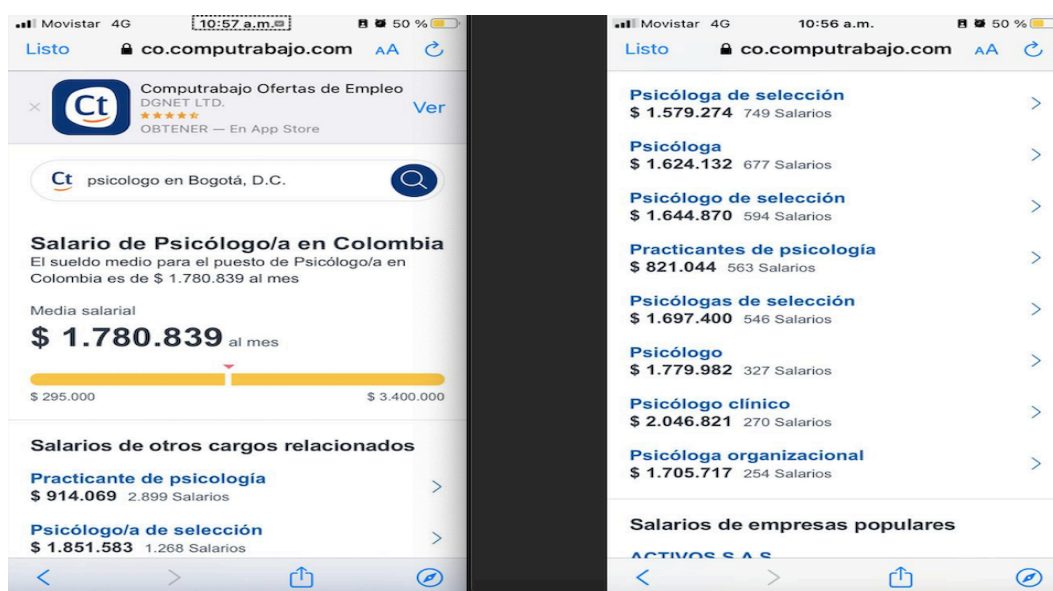 Movistar 4G 10:57 a.m. 50 %
Listo co.computrabajo.com AA
Computrabajo Ofertas de Empleo
Ct DGNET LTD. Ver
OBTENER — En App Store
Ct psicologo en Bogotá, D.C.
Salario de Psicólogo/a en Colombia
El sueldo medio para el puesto de Psicólogo/a en
Colombia es de $ 1.780.839 al mes
Media salarial
$ 1.780.839 al mes
$ 295.000 $ 3.400.000
Salarios de otros cargos relacionados
Practicante de psicología
$ 914.069 2.899 Salarios
Psicólogo/a de selección
$ 1.851.583 1.268 Salarios
Movistar 4G 10:56 a.m. 50 %
Listo co.computrabajo.com AA
Psicóloga de selección
$ 1.579.274 749 Salarios
Psicóloga
$ 1.624.132 677 Salarios
Psicólogo de selección
$ 1.644.870 594 Salarios
Practicantes de psicología
$ 821.044 563 Salarios
Psicólogas de selección
$ 1.697.400 546 Salarios
Psicólogo
$ 1.779.982 327 Salarios
Psicólogo clínico
$ 2.046.821 270 Salarios
Psicóloga organizacional
$ 1.705.717 254 Salarios
Salarios de empresas populares
ACTIVOS S A S